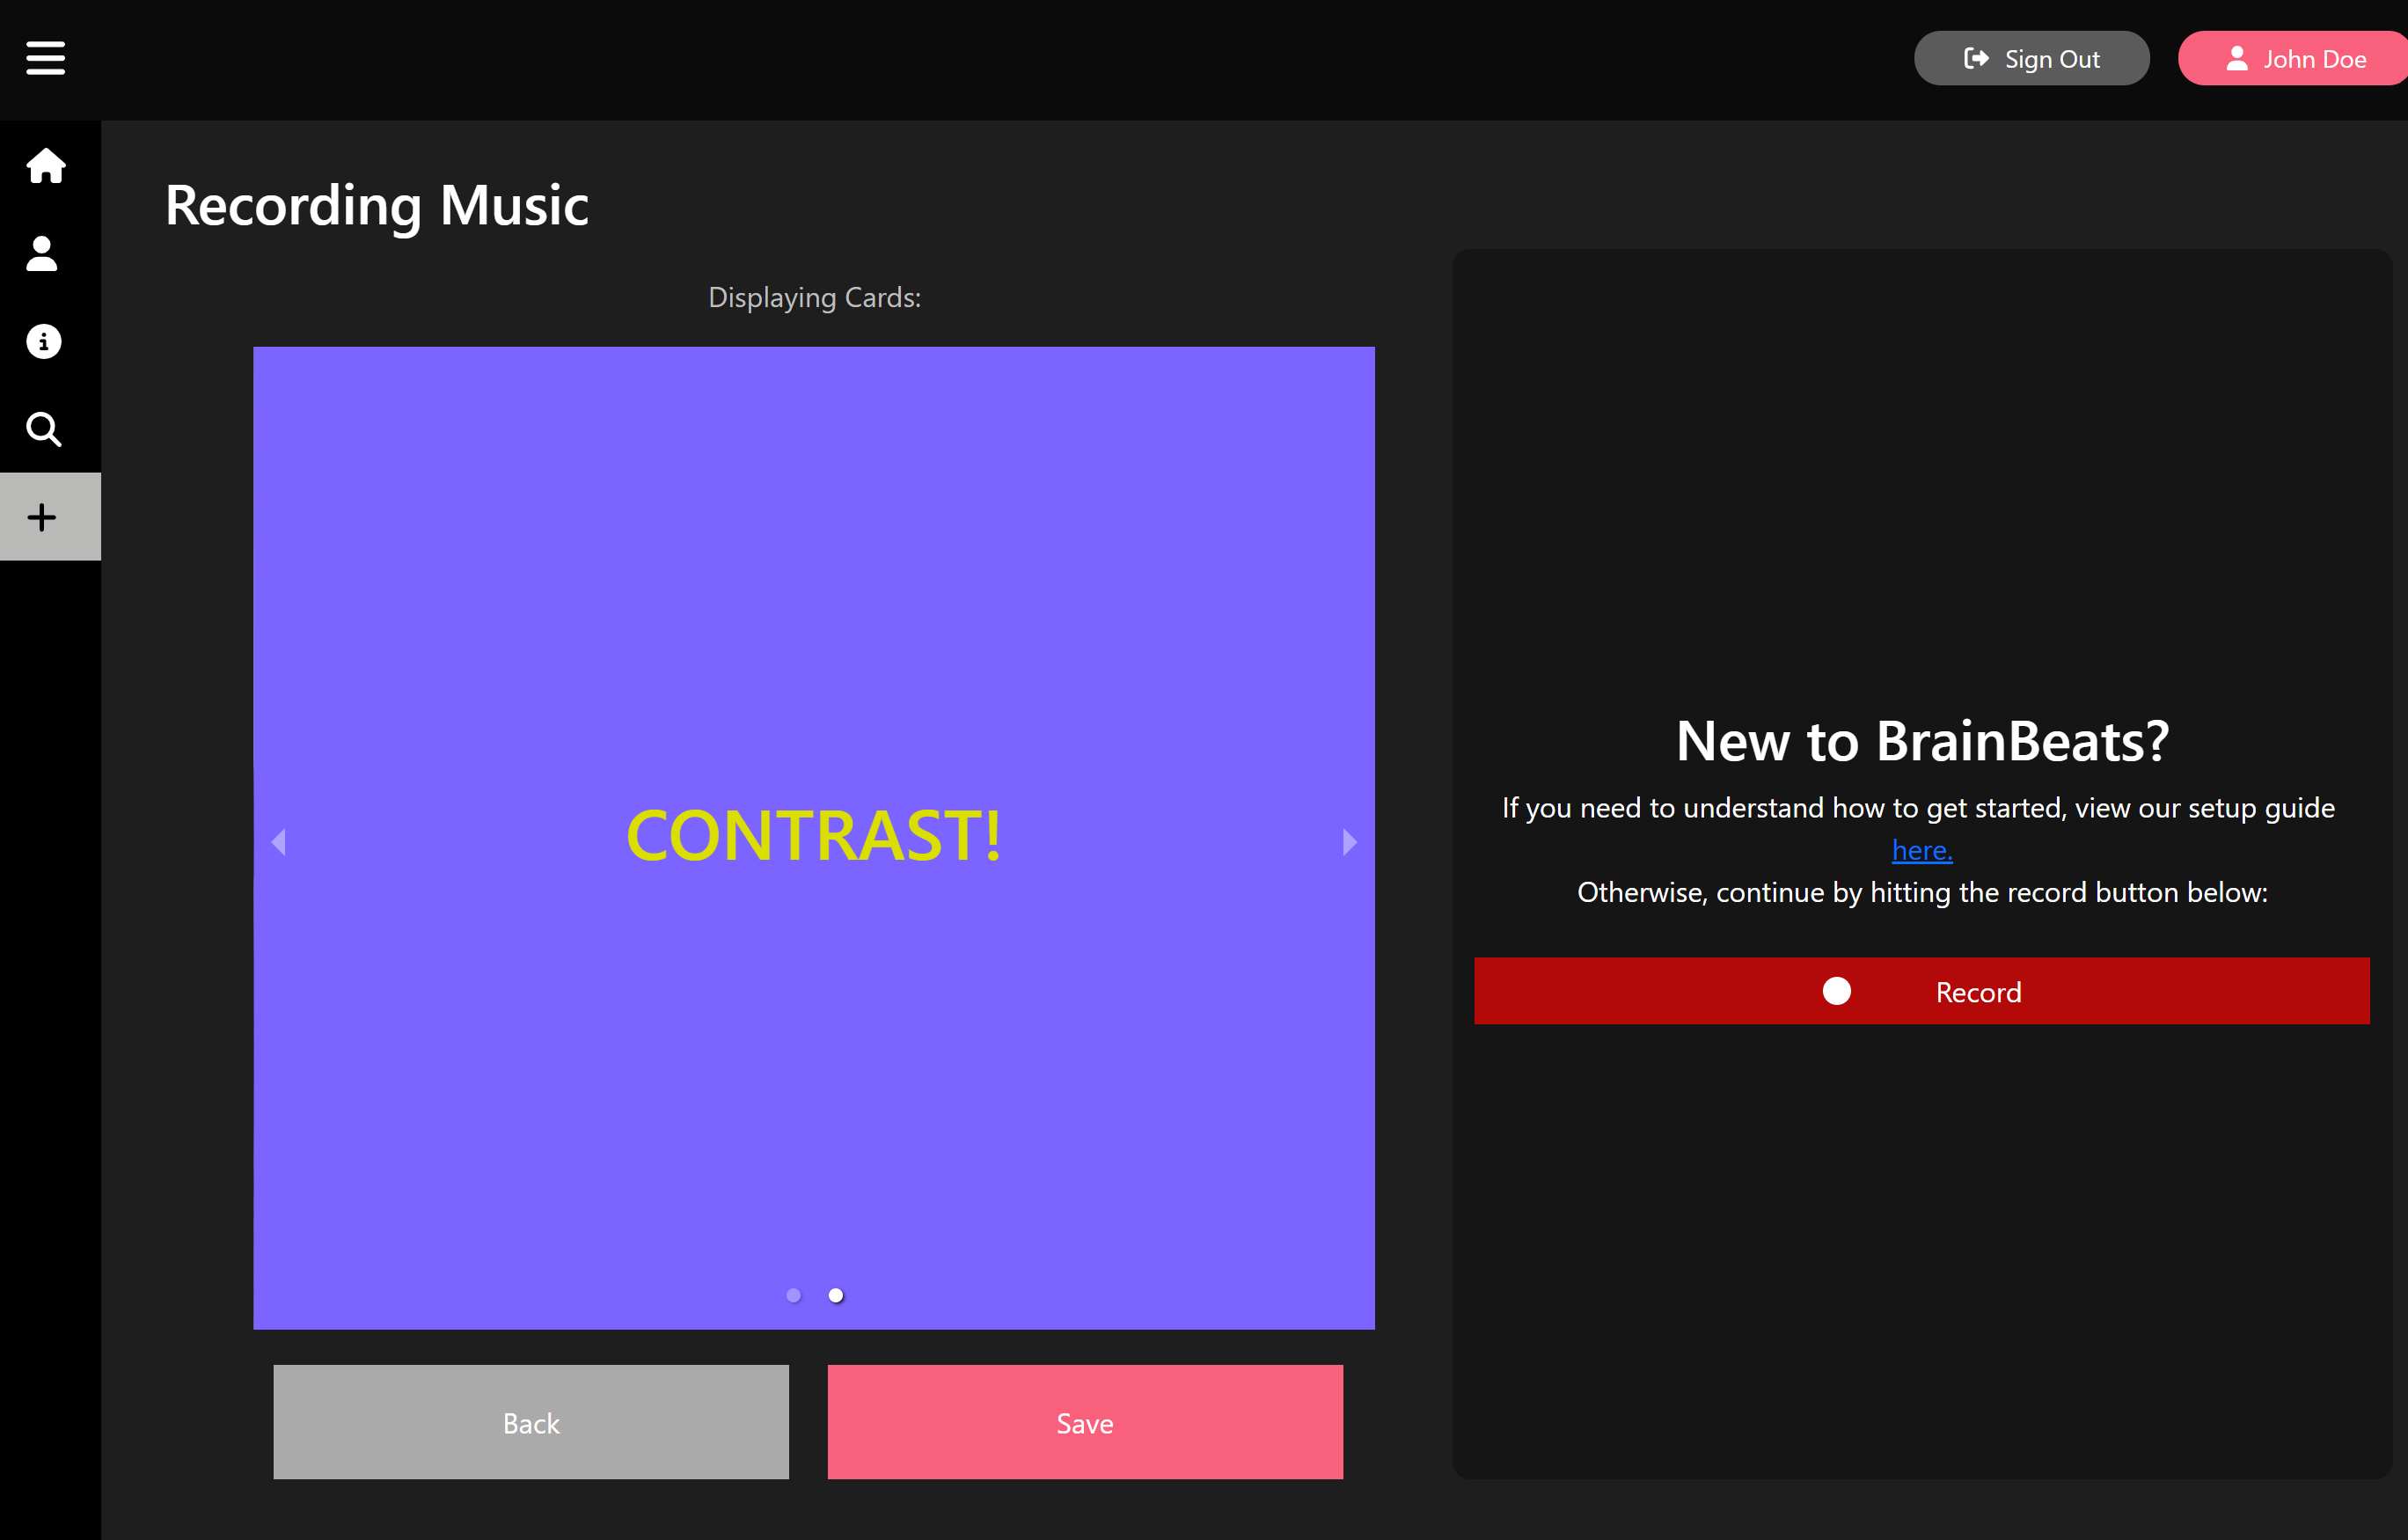 Sign Out
John Doe
Recording Music
Displaying Cards:
CONTRAST!
Back
Save
New to BrainBeats?
If you need to understand how to get started, view our setup guide
here.
Otherwise, continue by hitting the record button below:
Record